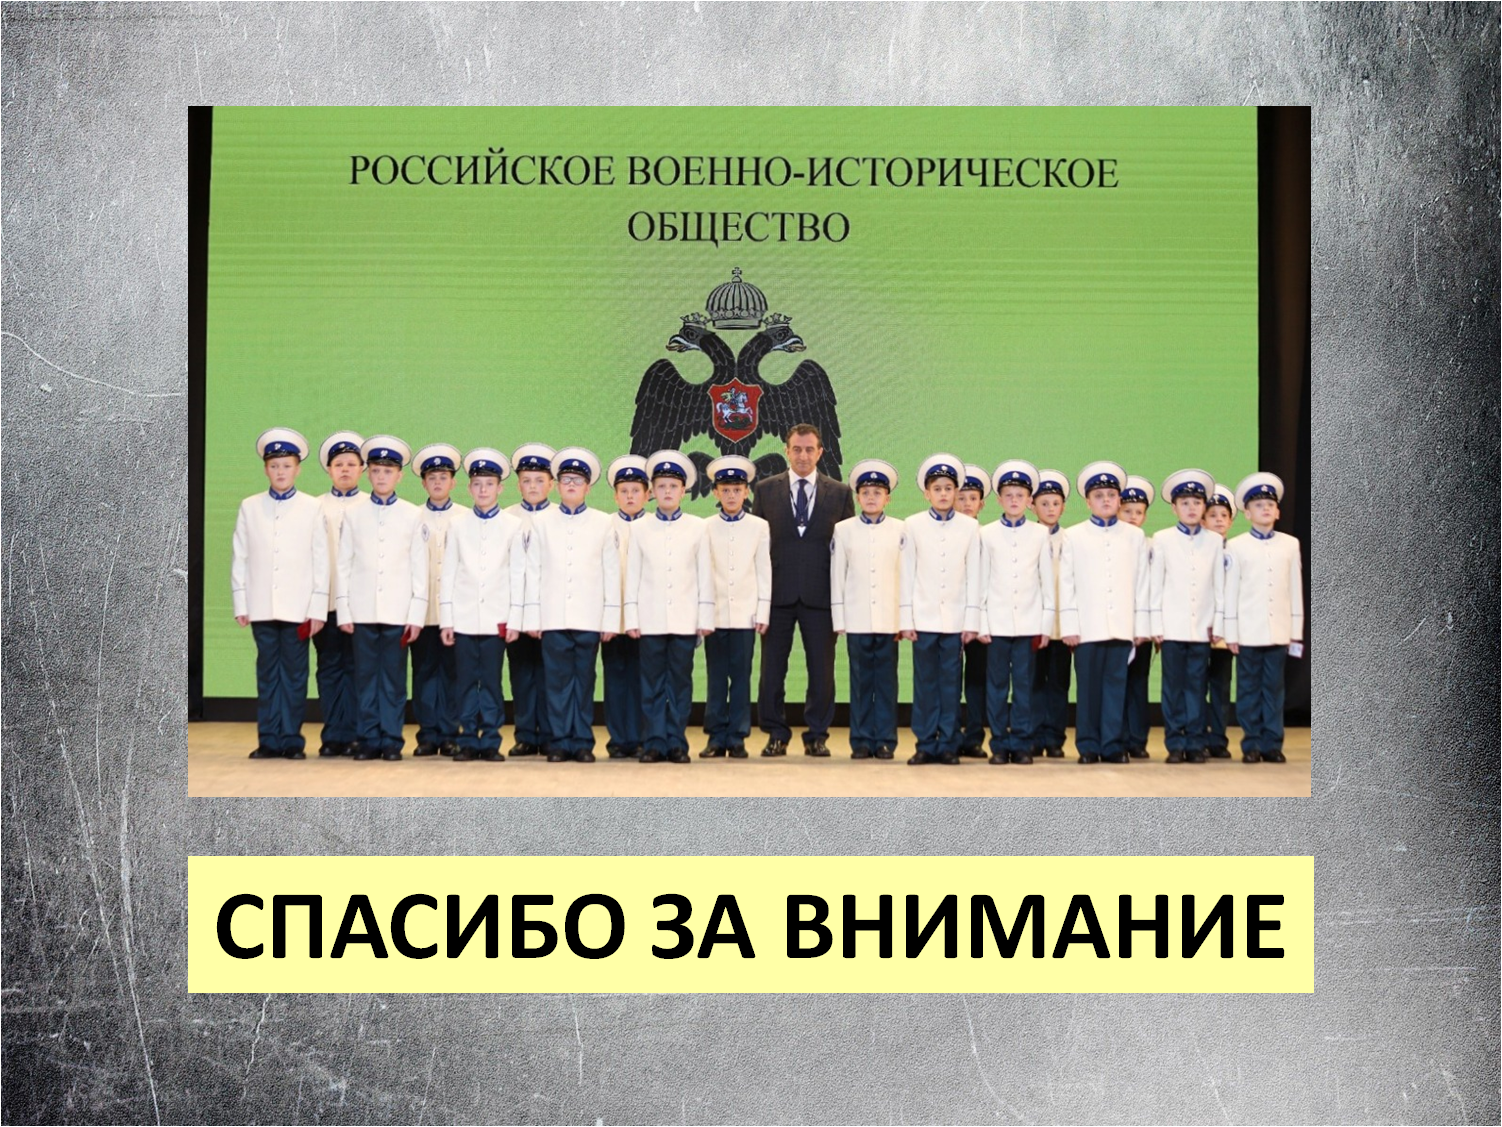 РОССИЙСКОЕ ВОЕННО-ИСТОРИЧЕСКОЕ
ОБЩЕСТВО
СПАСИБО ЗА ВНИМАНИЕ